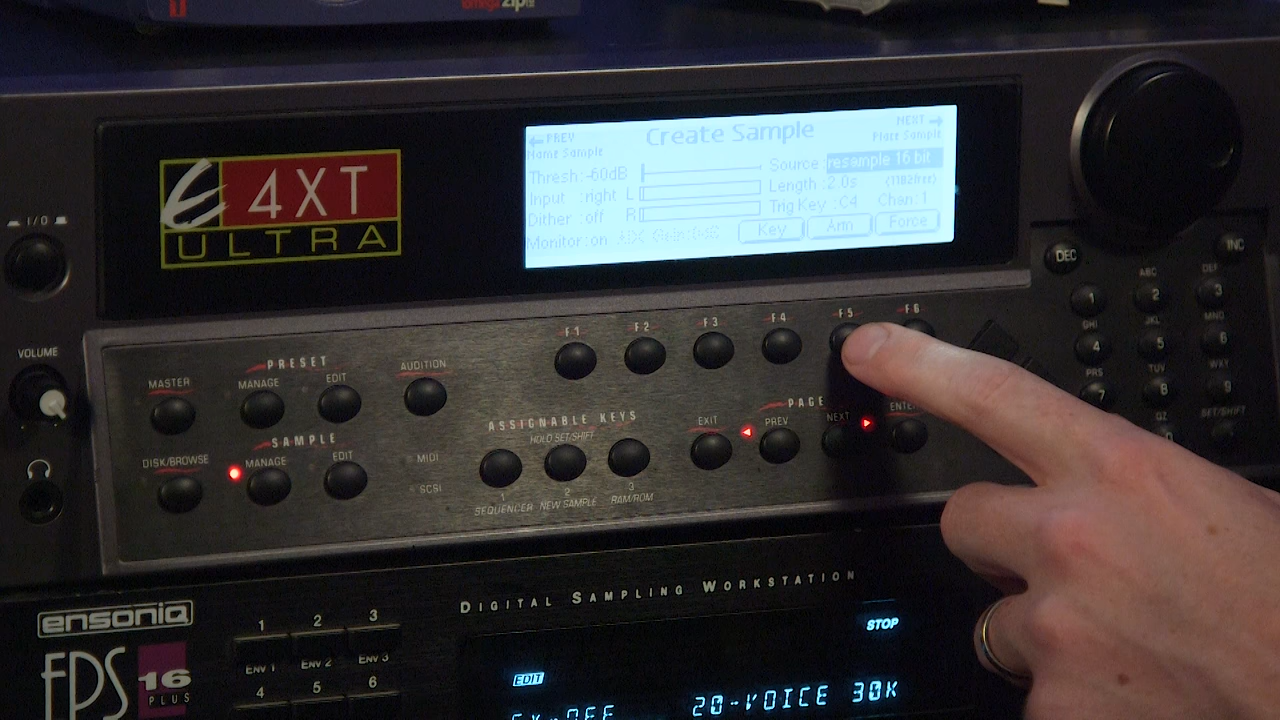 omega zip
E 4XT
ULTRA
I/O
VOLUME
← PREV
Name Sample
Create Sample
NEXT →
Place Sample
Thresh:-60dB
Source:resample 16 bit
Input :right L
Length:2.0s (1182free)
Dither:off R
Trig Key:C4 Chan:1
Monitor:on
Key Arm Force
F1 F2 F3 F4 F5 F6
MASTER
PRESET
MANAGE EDIT
AUDITION
DISK/BROWSE
SAMPLE
MANAGE EDIT
MIDI
SCSI
ASSIGNABLE KEYS
HOLD SET/SHIFT
1 2 3
SEQUENCER NEW SAMPLE RAM/ROM
PAGE
EXIT PREV NEXT ENTER
DEC INC
ABC DEF
1 2 3
GHI JKL MNO
4 5 6
PRS TUV WXY
7 8 9
QZ SET/SHIFT
0
ensoniq
EPS 16 PLUS
1 2 3
ENV 1 ENV 2 ENV 3
4 5 6
DIGITAL SAMPLING WORKSTATION
STOP
EDIT
20-VOICE 30K